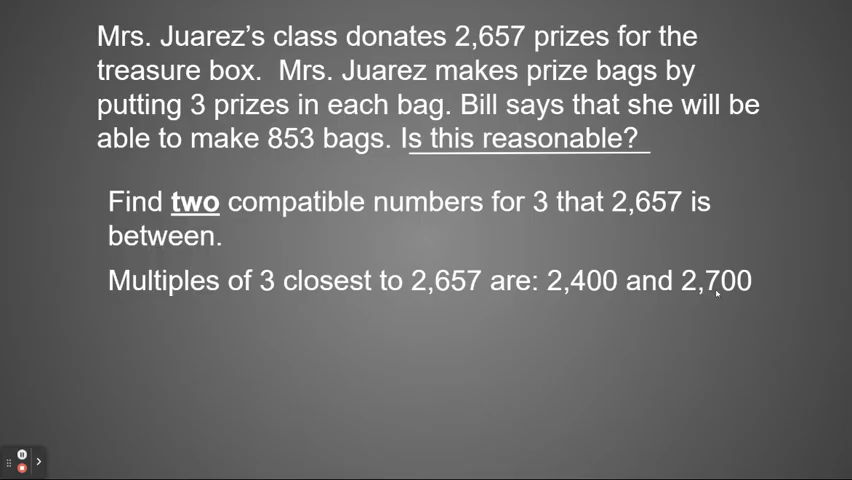 Mrs. Juarez’s class donates 2,657 prizes for the
treasure box.  Mrs. Juarez makes prize bags by
putting 3 prizes in each bag. Bill says that she will be
able to make 853 bags. Is this reasonable?
Find two compatible numbers for 3 that 2,657 is
between.
Multiples of 3 closest to 2,657 are: 2,400 and 2,700